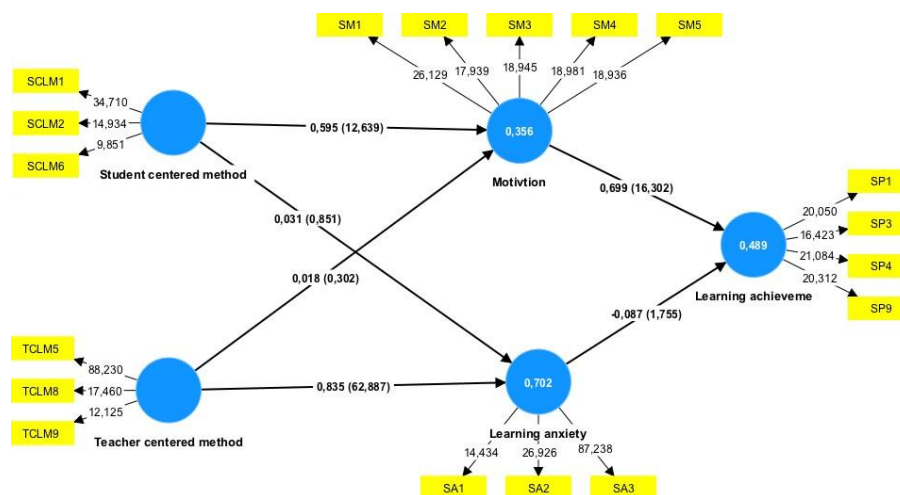 SM1
SM2
SM3
SM4
SM5
26,129
17,939
18,945
18,981
18,936
SCLM1
SCLM2
SCLM6
34,710
14,934
9,851
Student centered method
0,595 (12,639)
0,356
Motivtion
0,031 (0,851)
0,018 (0,302)
0,699 (16,302)
SP1
SP3
SP4
SP9
20,050
16,423
21,084
20,312
0,489
Learning achieveme
-0,087 (1,755)
TCLM5
TCLM8
TCLM9
88,230
17,460
12,125
Teacher centered method
0,835 (62,887)
0,702
Learning anxiety
14,434
26,926
87,238
SA1
SA2
SA3